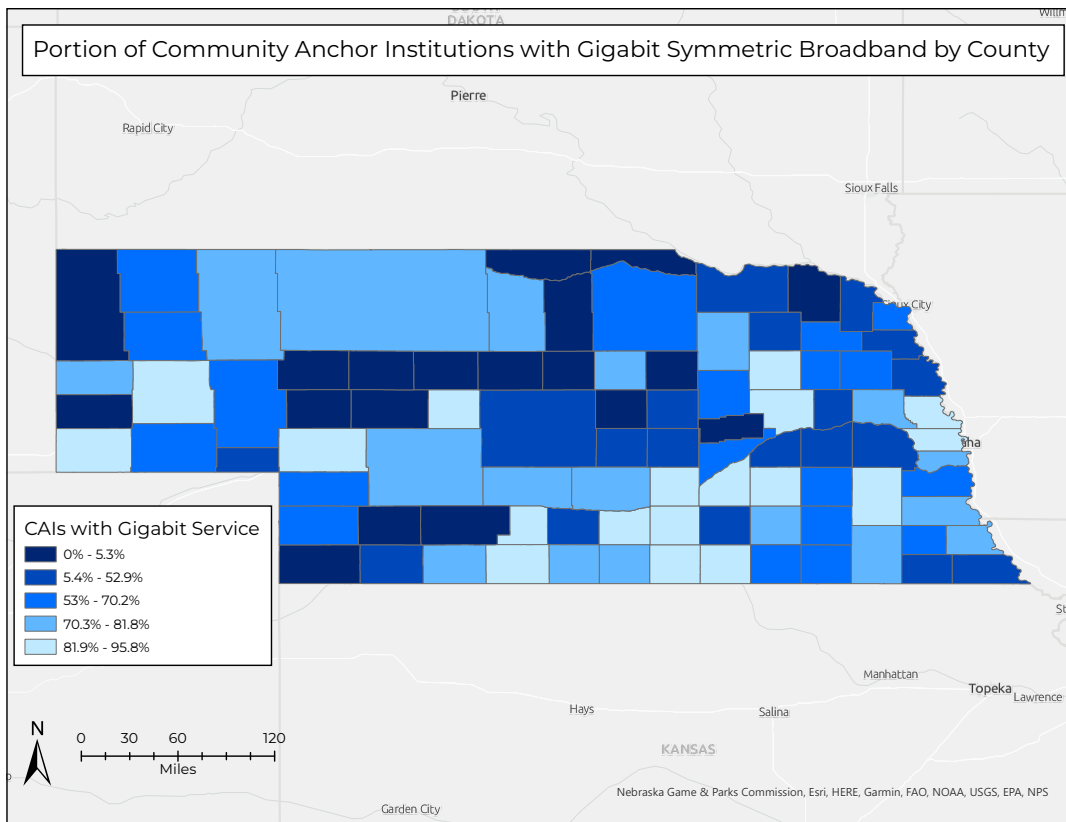 DAKOTA
Portion of Community Anchor Institutions with Gigabit Symmetric Broadband by County
Pierre
Rapid City
Sioux Falls
Sioux City
CAIs with Gigabit Service
0% - 5.3%
5.4% - 52.9%
53% - 70.2%
70.3% - 81.8%
81.9% - 95.8%
Manhattan
Topeka
Lawrence
Hays
Salina
N
0 30 60 120
Miles
KANSAS
Nebraska Game & Parks Commission, Esri, HERE, Garmin, FAO, NOAA, USGS, EPA, NPS
Garden City